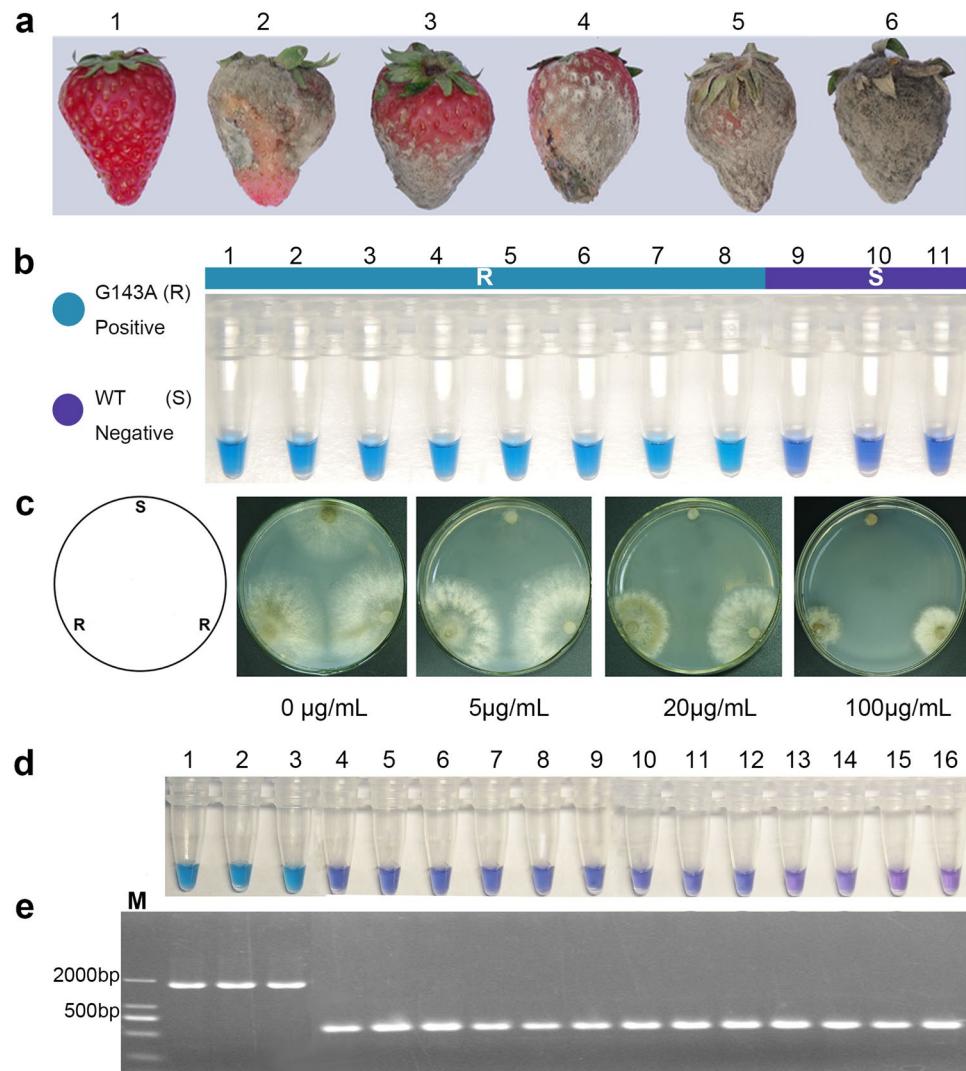 a
1 2 3 4 5 6
b
1 2 3 4 5 6 7 8 9 10 11
R S
G143A (R)
Positive
WT (S)
Negative
c
S
R R
0 µg/mL 5µg/mL 20µg/mL 100µg/mL
d
1 2 3 4 5 6 7 8 9 10 11 12 13 14 15 16
e
M
2000bp
500bp